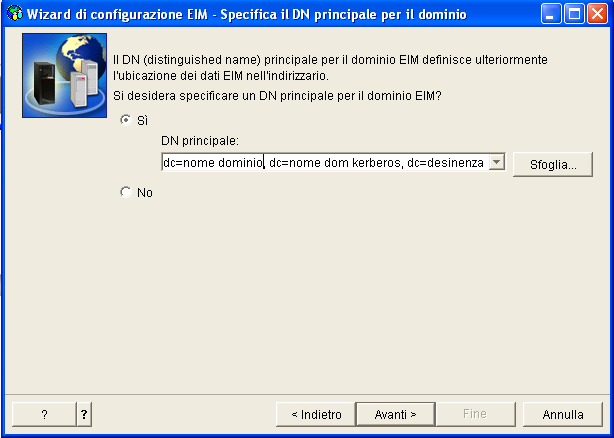 Wizard di configurazione EIM - Specifica il DN principale per il dominio
Il DN (distinguished name) principale per il dominio EIM definisce ulteriormente
l'ubicazione dei dati EIM nell'indirizzario.
Si desidera specificare un DN principale per il dominio EIM?
Sì
DN principale:
dc=nome dominio, dc=nome dom kerberos, dc=desinenza
Sfoglia...
No
? ? < Indietro Avanti > Fine Annulla